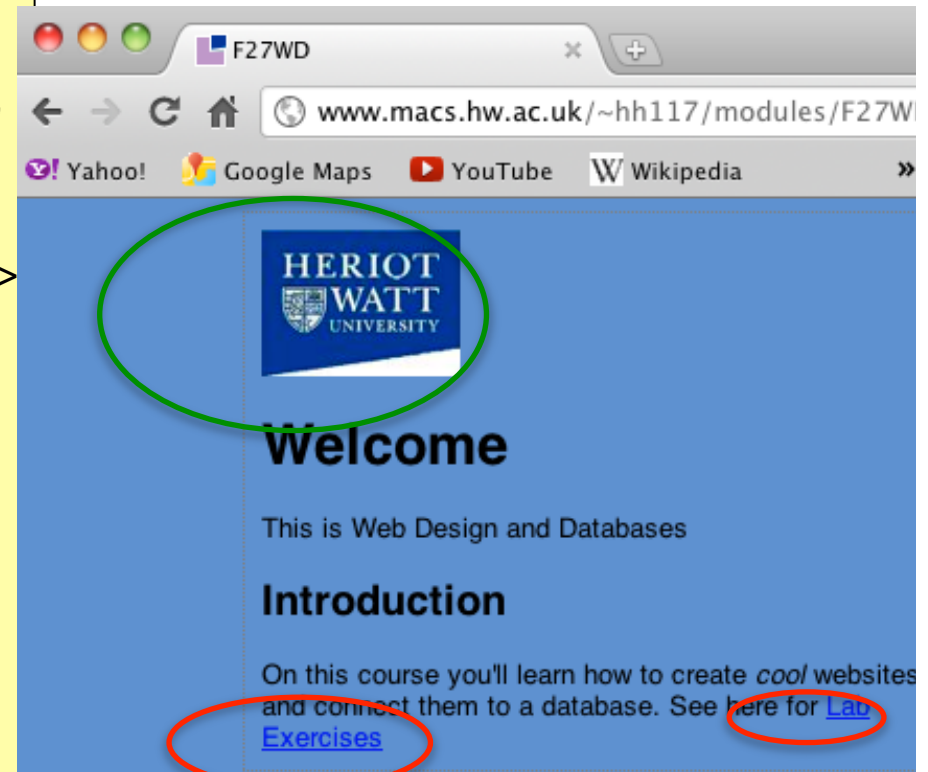 F27WD
www.macs.hw.ac.uk/~hh117/modules/F27W
Yahoo! Google Maps YouTube W Wikipedia »
>
HERIOT
WATT
UNIVERSITY
Welcome
This is Web Design and Databases
Introduction
On this course you'll learn how to create cool websites
and connect them to a database. See here for Lab
Exercises